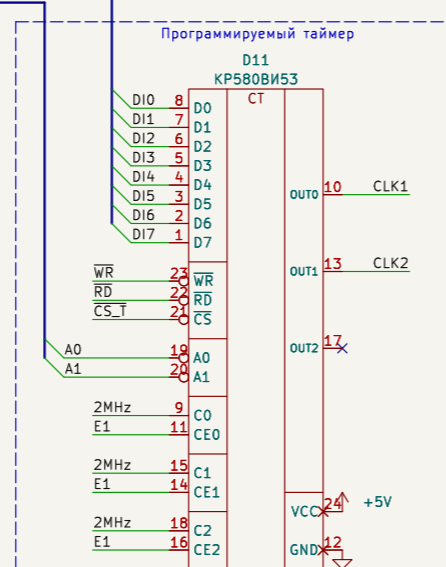 Программируемый таймер
D11
КР580ВИ53
CT
DI0 8 D0
DI1 7 D1
DI2 6 D2
DI3 5 D3
DI4 4 D4
DI5 3 D5
DI6 2 D6
DI7 1 D7
OUT0 10 CLK1
WR 23 WR
RD 22 RD
CS_T 21 CS
OUT1 13 CLK2
A0 19 A0
A1 20 A1
OUT2 17
2MHz 9 C0
E1 11 CE0
2MHz 15 C1
E1 14 CE1
VCC 24 +5V
2MHz 18 C2
E1 16 CE2
GND 12